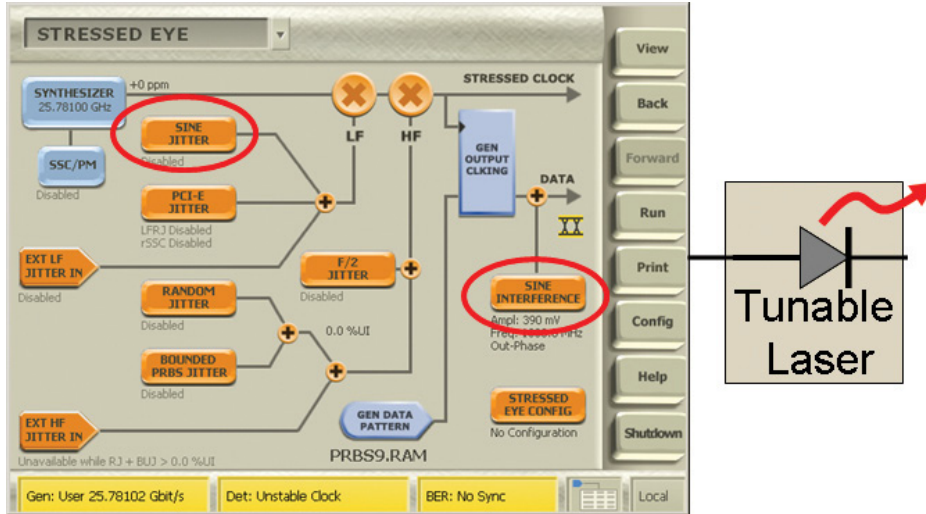 STRESSED EYE
View
SYNTHESIZER
25.78100 GHz
+0 ppm
STRESSED CLOCK
Back
SINE
JITTER
Disabled
LF
HF
GEN
OUTPUT
CLKING
Forward
SSC/PM
Disabled
DATA
PCI-E
JITTER
LFRJ Disabled
rSSC Disabled
Run
EXT LF
JITTER IN
Disabled
F/2
JITTER
Disabled
SINE
INTERFERENCE
Ampl: 390 mV
Freq: MHz
Out-Phase
Print
RANDOM
JITTER
Disabled
0.0 %UI
Config
BOUNDED
PRBS JITTER
Disabled
Help
STRESSED
EYE CONFIG
No Configuration
EXT HF
JITTER IN
Unavailable while RJ + BUJ > 0.0 %UI
GEN DATA
PATTERN
PRBS9.RAM
Shutdown
Gen: User 25.78102 Gbit/s
Det: Unstable Clock
BER: No Sync
Local
Tunable
Laser